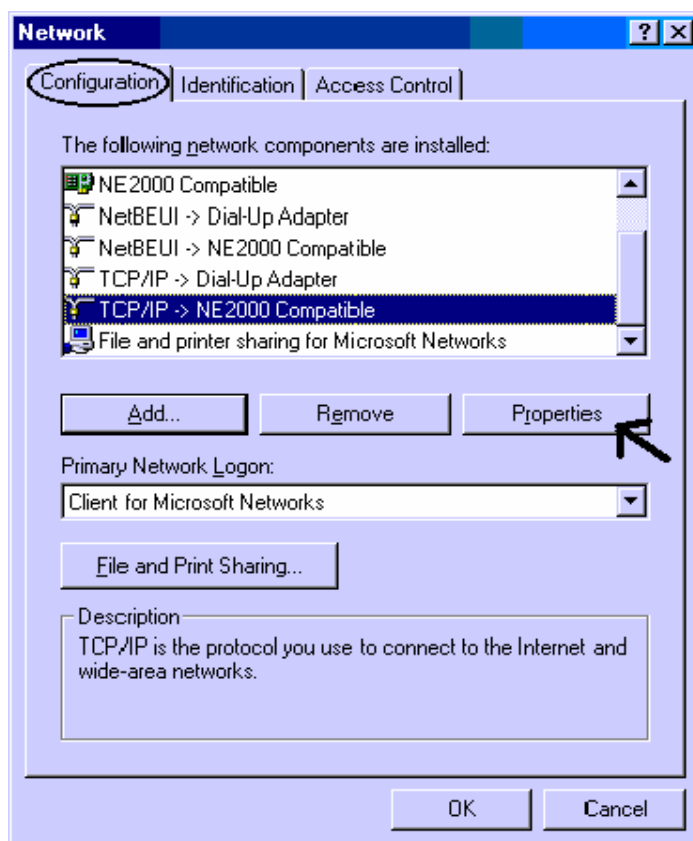 Network
Configuration Identification Access Control
The following network components are installed:
NE2000 Compatible
NetBEUI -> Dial-Up Adapter
NetBEUI -> NE2000 Compatible
TCP/IP -> Dial-Up Adapter
TCP/IP -> NE2000 Compatible
File and printer sharing for Microsoft Networks
Add... Remove Properties
Primary Network Logon:
Client for Microsoft Networks
File and Print Sharing...
Description
TCP/IP is the protocol you use to connect to the Internet and
wide-area networks.
OK Cancel